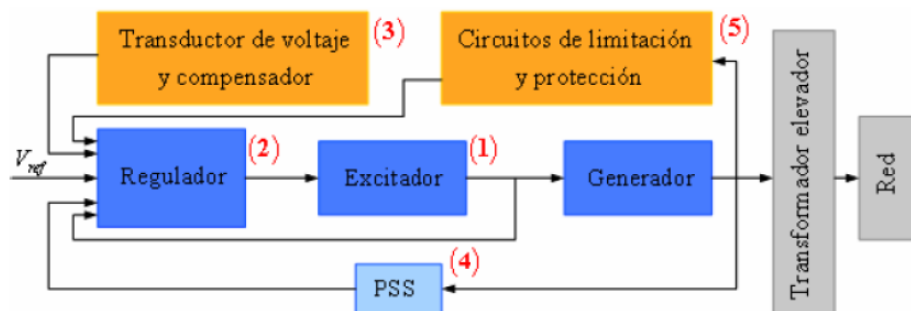 Transductor de voltaje
y compensador
(3)
Circuitos de limitación
y protección
(5)
Vref
Regulador
(2)
Excitador
(1)
Generador
Transformador elevador
Red
PSS
(4)